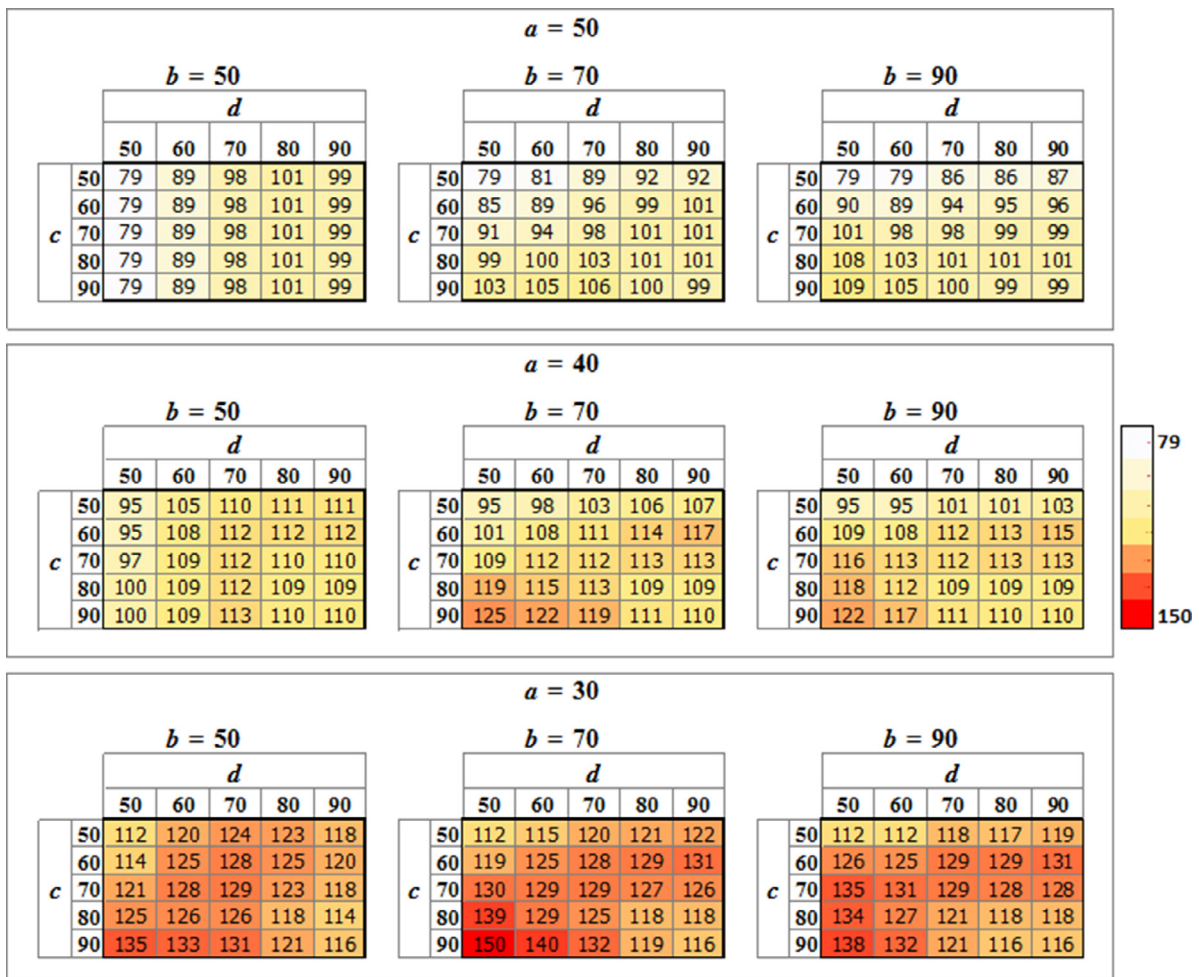 a = 50
b = 50 b = 70 b = 90
d d d
50 60 70 80 90 50 60 70 80 90 50 60 70 80 90
50 79 89 98 101 99 50 79 81 89 92 92 50 79 79 86 86 87
60 79 89 98 101 99 60 85 89 96 99 101 60 90 89 94 95 96
c 70 79 89 98 101 99 c 70 91 94 98 101 101 c 70 101 98 98 99 99
80 79 89 98 101 99 80 99 100 103 101 101 80 108 103 101 101 101
90 79 89 98 101 99 90 103 105 106 100 99 90 109 105 100 99 99
a = 40
b = 50 b = 70 b = 90
d d d
79
50 60 70 80 90 50 60 70 80 90 50 60 70 80 90
50 95 105 110 111 111 50 95 98 103 106 107 50 95 95 101 101 103
60 95 108 112 112 112 60 101 108 111 114 117 60 109 108 112 113 115
c 70 97 109 112 110 110 c 70 109 112 112 113 113 c 70 116 113 112 113 113
80 100 109 112 109 109 80 119 115 113 109 109 80 118 112 109 109 109
90 100 109 113 110 110 90 125 122 119 111 110 90 122 117 111 110 110
150
a = 30
b = 50 b = 70 b = 90
d d d
50 60 70 80 90 50 60 70 80 90 50 60 70 80 90
50 112 120 124 123 118 50 112 115 120 121 122 50 112 112 118 117 119
60 114 125 128 125 120 60 119 125 128 129 131 60 126 125 129 129 131
c 70 121 128 129 123 118 c 70 130 129 129 127 126 c 70 135 131 129 128 128
80 125 126 126 118 114 80 139 129 125 118 118 80 134 127 121 118 118
90 135 133 131 121 116 90 150 140 132 119 116 90 138 132 121 116 116